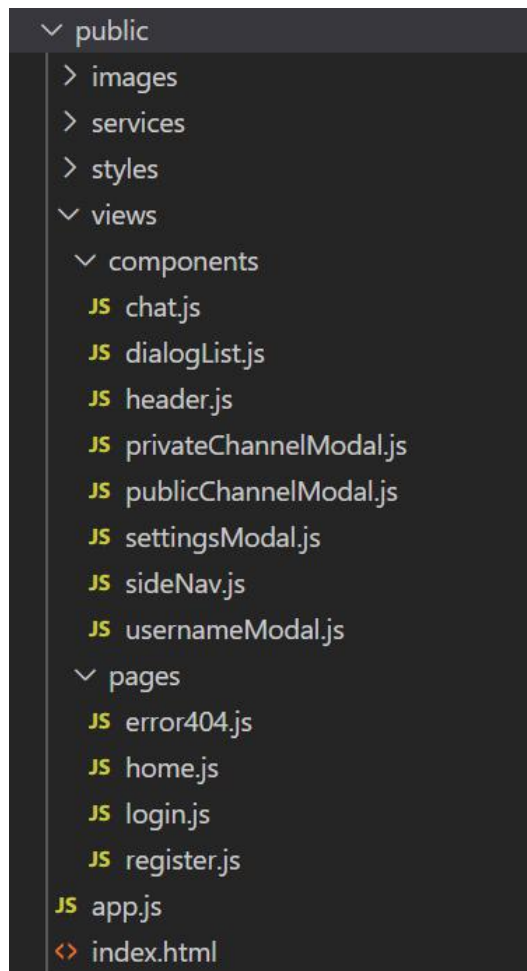 public
images
services
styles
views
components
JS chat.js
JS dialogList.js
JS header.js
JS privateChannelModal.js
JS publicChannelModal.js
JS settingsModal.js
JS sideNav.js
JS usernameModal.js
pages
JS error404.js
JS home.js
JS login.js
JS register.js
JS app.js
<> index.html